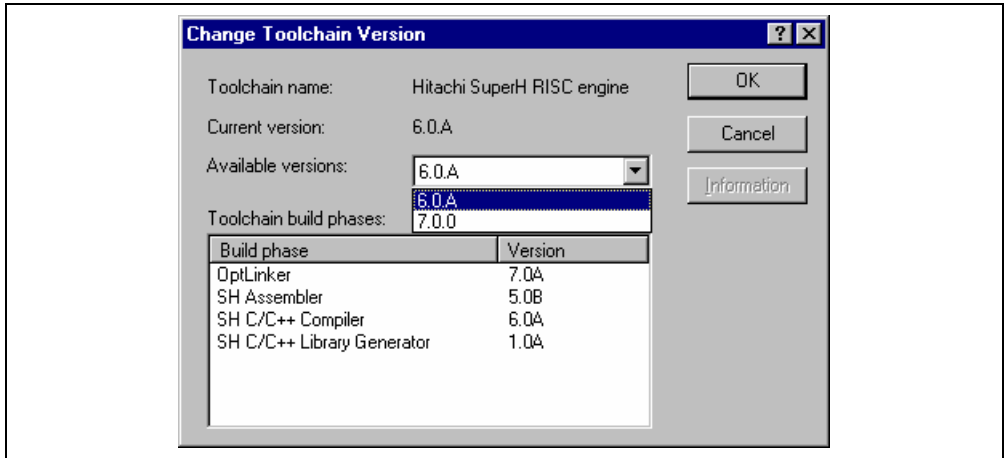 Change Toolchain Version
Toolchain name: Hitachi SuperH RISC engine
OK
Current version: 6.0.A
Cancel
Available versions: 6.0.A
Information
6.0.A
Toolchain build phases: 7.0.0
Build phase Version
OptLinker 7.0A
SH Assembler 5.0B
SH C/C++ Compiler 6.0A
SH C/C++ Library Generator 1.0A